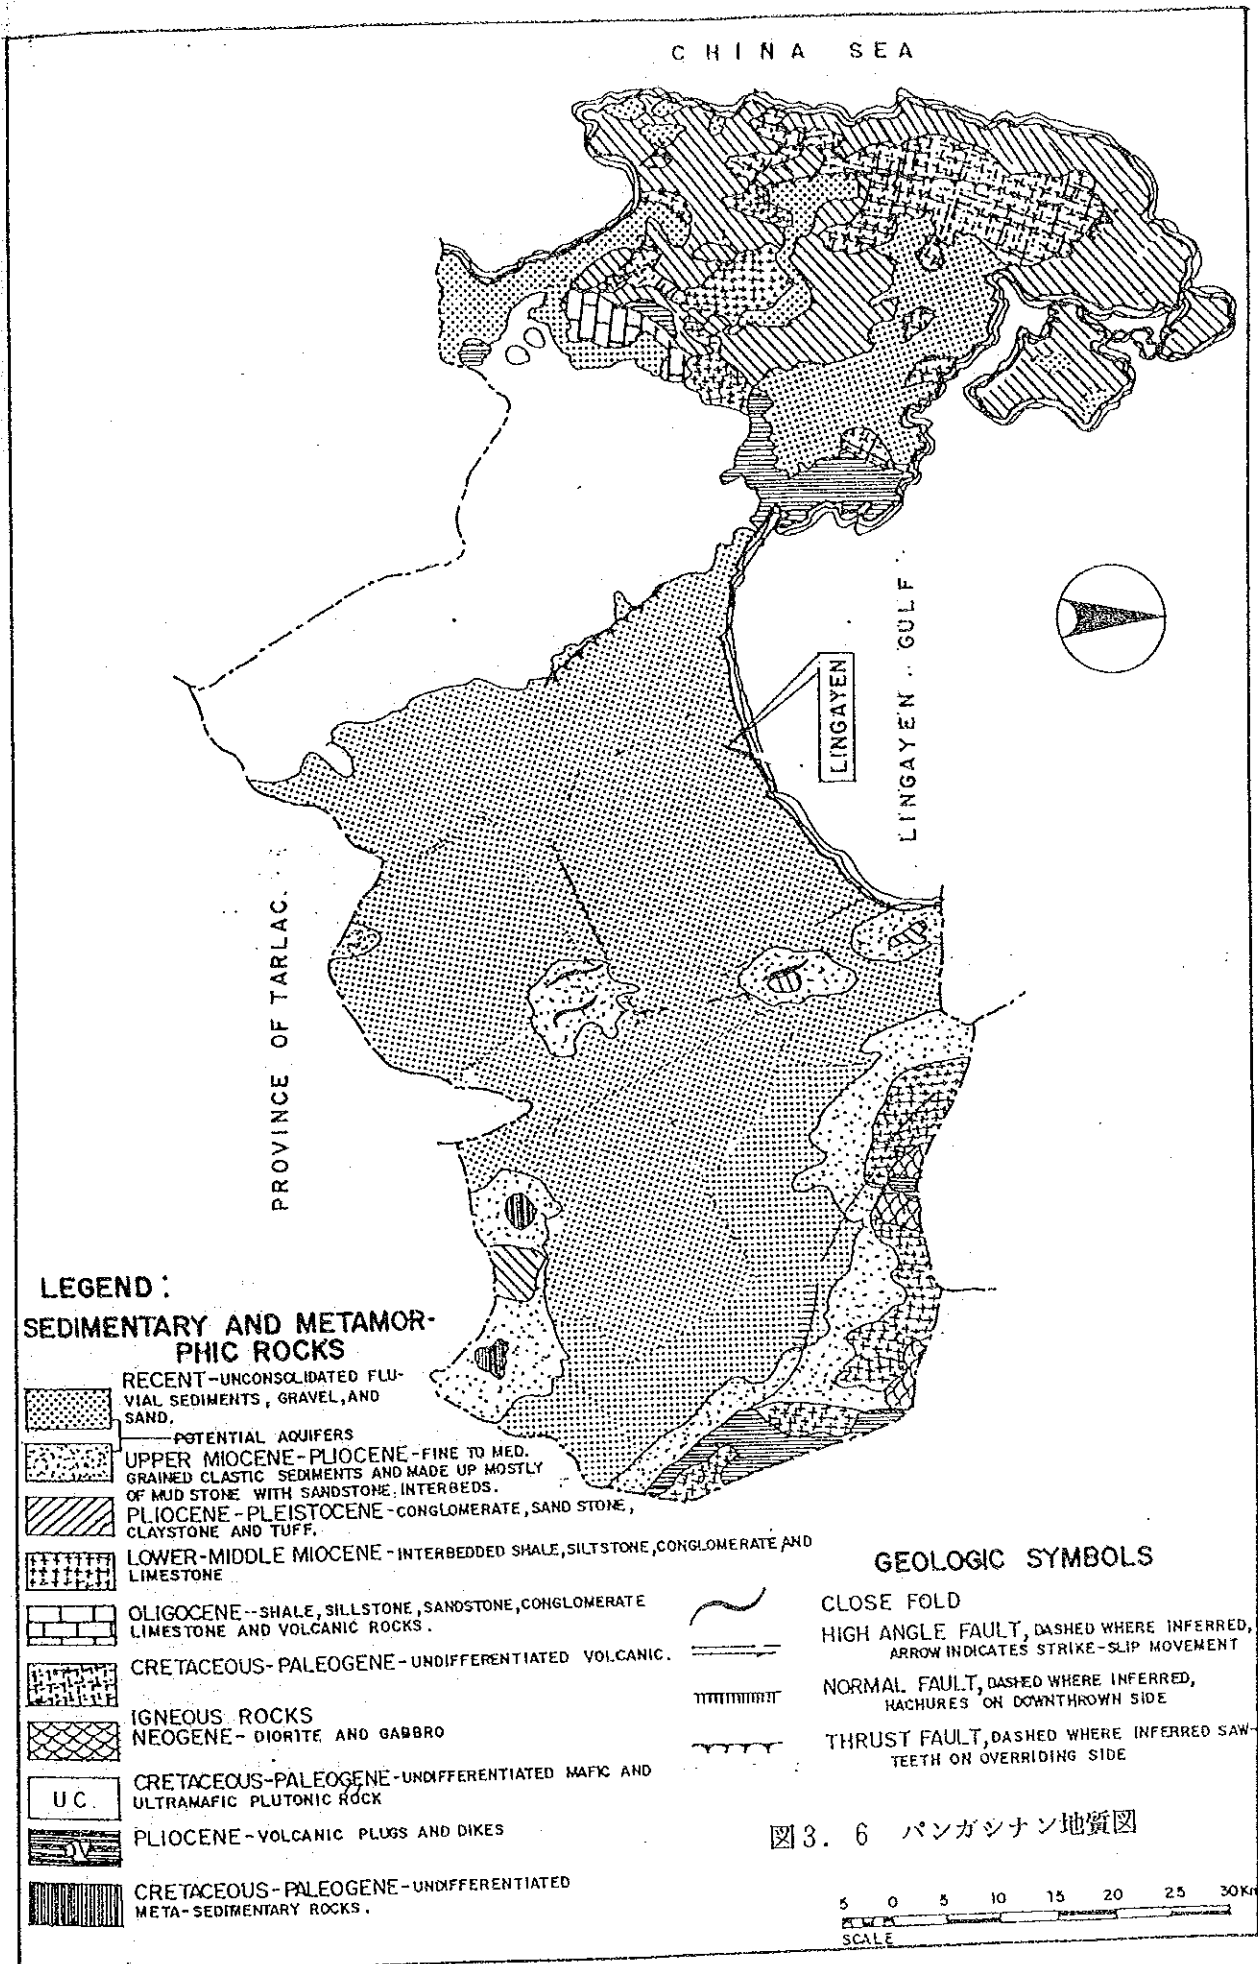 CHINA SEA
LINGAYEN
LINGAYEN GULF
PROVINCE OF TARLAC.
LEGEND:
SEDIMENTARY AND METAMOR-
PHIC ROCKS
RECENT-UNCONSOLIDATED FLU-
VIAL SEDIMENTS, GRAVEL, AND
SAND.
POTENTIAL AQUIFERS
UPPER MIOCENE-PLIOCENE-FINE TO MED.
GRAINED CLASTIC SEDIMENTS AND MADE UP MOSTLY
OF MUD STONE WITH SANDSTONE INTERBEDS.
PLIOCENE-PLEISTOCENE-CONGLOMERATE, SAND STONE,
CLAYSTONE AND TUFF.
LOWER-MIDDLE MIOCENE-INTERBEDDED SHALE, SILTSTONE, CONGLOMERATE AND
LIMESTONE
OLIGOCENE--SHALE, SILLSTONE, SANDSTONE, CONGLOMERATE
LIMESTONE AND VOLCANIC ROCKS.
CRETACEOUS-PALEOGENE-UNDIFFERENTIATED VOLCANIC.
IGNEOUS ROCKS
NEOGENE-DIORITE AND GABBRO
U C.
CRETACEOUS-PALEOGENE-UNDIFFERENTIATED MAFIC AND
ULTRAMAFIC PLUTONIC ROCK
PLIOCENE-VOLCANIC PLUGS AND DIKES
CRETACEOUS-PALEOGENE-UNDIFFERENTIATED
META-SEDIMENTARY ROCKS.
GEOLOGIC SYMBOLS
CLOSE FOLD
HIGH ANGLE FAULT, DASHED WHERE INFERRED,
ARROW INDICATES STRIKE-SLIP MOVEMENT
NORMAL FAULT, DASHED WHERE INFERRED,
HACHURES ON DOWNTHROWN SIDE
THRUST FAULT, DASHED WHERE INFERRED SAW-
TEETH ON OVERRIDING SIDE
図3. 6 パンガシナン地質図
5 0 5 10 15 20 25 30Km
SCALE